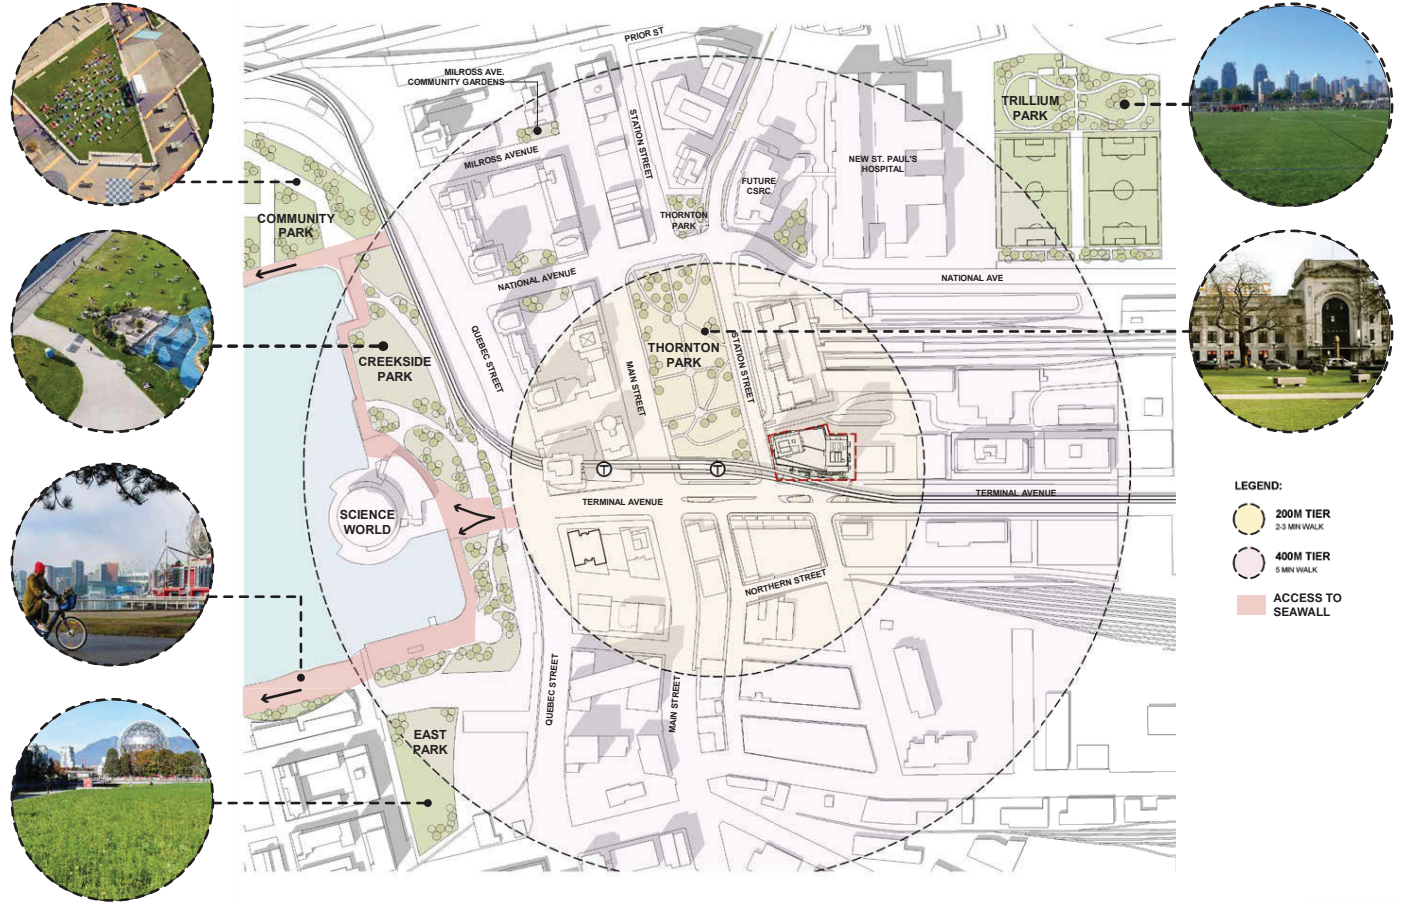 PRIOR ST
MILROSS AVE.
COMMUNITY GARDENS
STATION STREET
MILROSS AVENUE
TRILLIUM
PARK
NEW ST. PAUL'S
HOSPITAL
FUTURE
CSRC
COMMUNITY
PARK
THORNTON
PARK
NATIONAL AVENUE
NATIONAL AVE
QUEBEC STREET
CREEKSIDE
PARK
THORNTON
PARK
MAIN STREET
STATION STREET
T
T
TERMINAL AVENUE
TERMINAL AVENUE
SCIENCE
WORLD
NORTHERN STREET
QUEBEC STREET
MAIN STREET
EAST
PARK
LEGEND:
200M TIER
2-3 MIN WALK
400M TIER
5 MIN WALK
ACCESS TO
SEAWALL